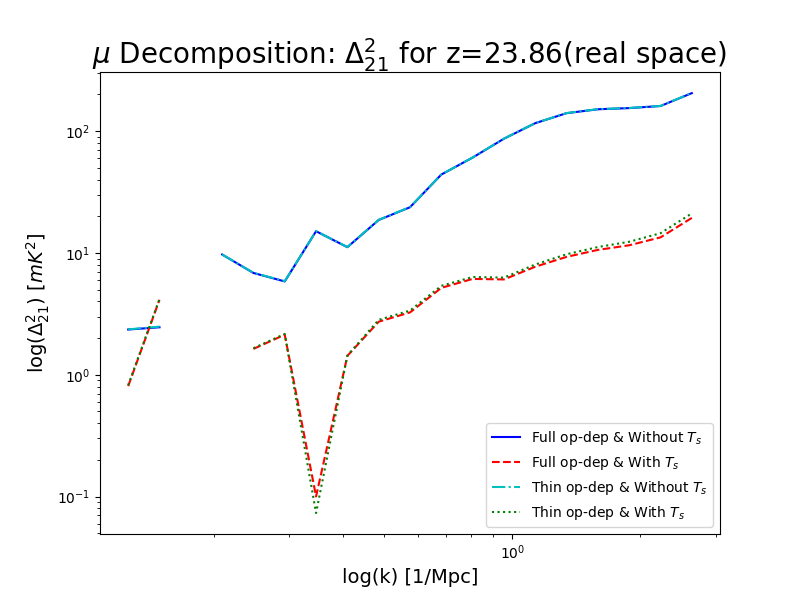 μ Decomposition: Δ²₂₁ for z=23.86(real space)
log(Δ²₂₁) [mK²]
10²
10¹
10⁰
10⁻¹
Full op-dep & Without Tₛ
Full op-dep & With Tₛ
Thin op-dep & Without Tₛ
Thin op-dep & With Tₛ
10⁰
log(k) [1/Mpc]